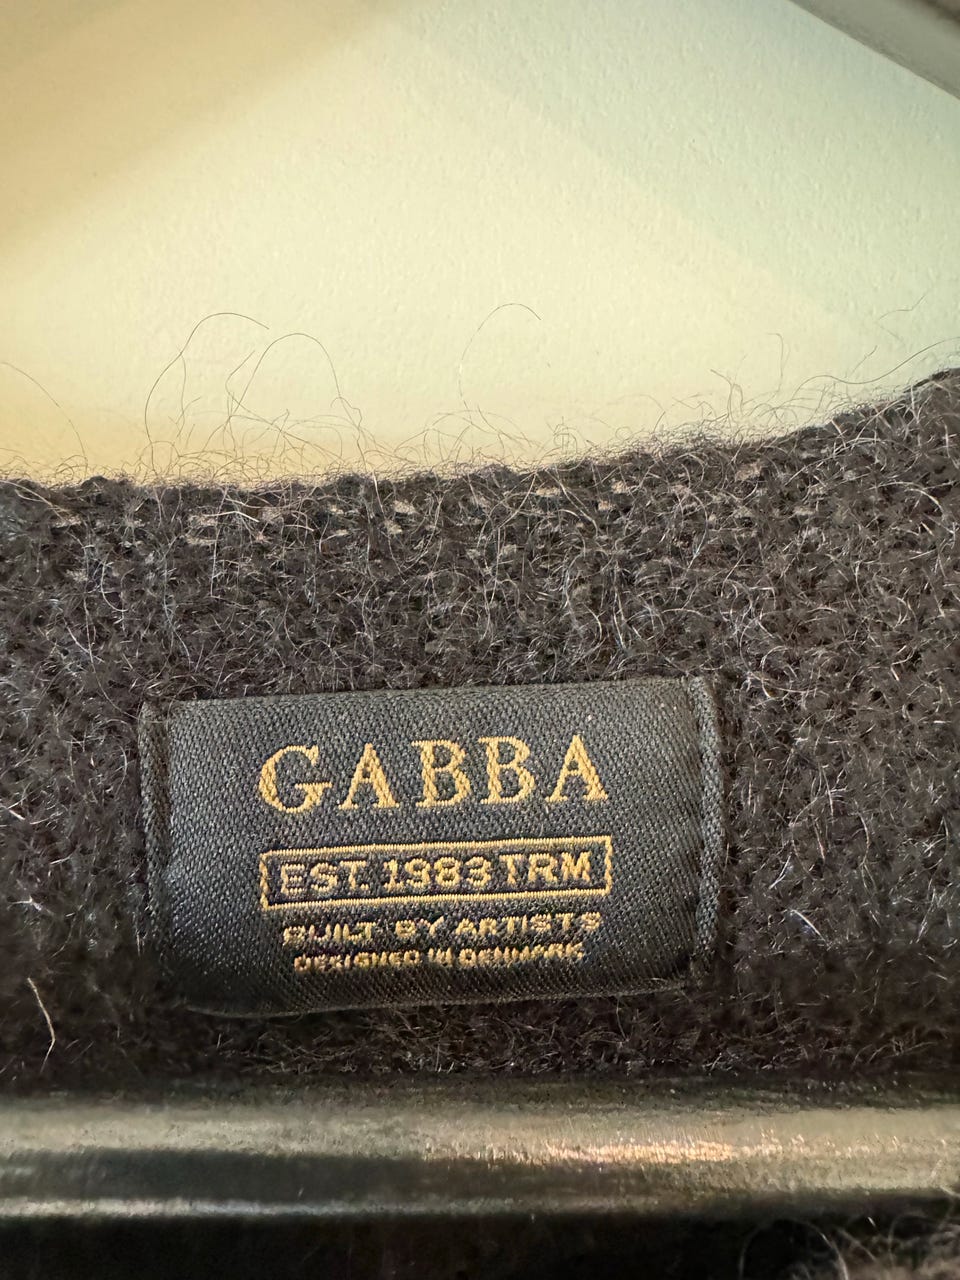 GABBA
EST. 1983 TRM
BUILT BY ARTISTS
DESIGNED IN DENMARK.